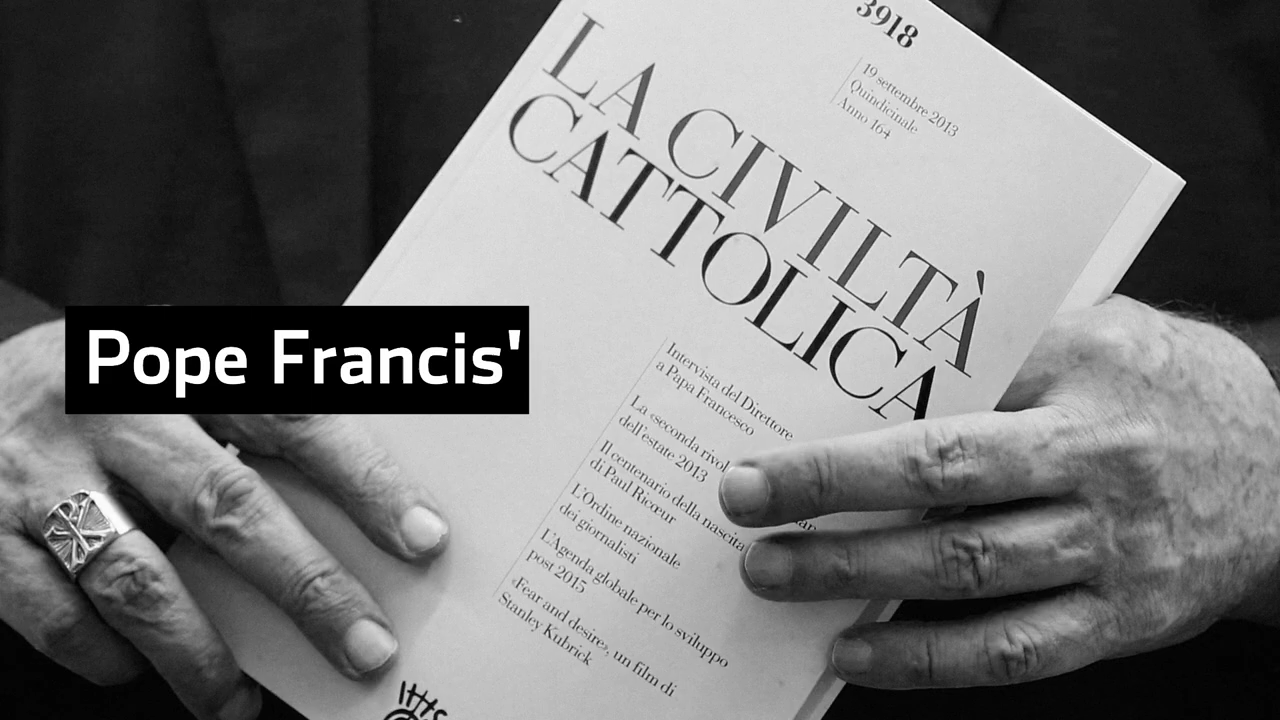 3918
19 settembre 2013
Quindicinale
Anno 164
LA CIVILTÀ
CATTOLICA
Pope Francis'
Intervista del Direttore
a Papa Francesco
La «seconda
dell'estate 2013
Il centenario della nascita
di Paul Ricœur
L'Ordine nazionale
dei giornalisti
L'Agenda globale per lo sviluppo
post 2015
«Fear and desire», un film di
Stanley Kubrick